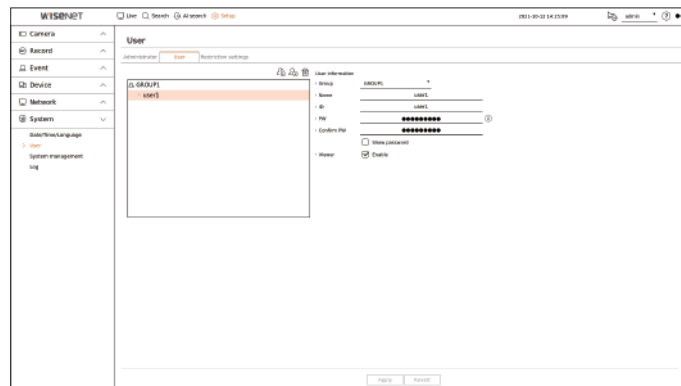 WISENET
Live Search AI search Setup
2021-10-22 14:25:09
admin
Camera
Record
Event
Device
Network
System
Date/Time/Language
> User
System management
Log
User
Administrator User Restriction settings
GROUP1
user1
User information
Group GROUP1
Name user1
ID user1
PW ●●●●●●●●●
Confirm PW ●●●●●●●●●
Show password
Viewer Enable
Apply Revert